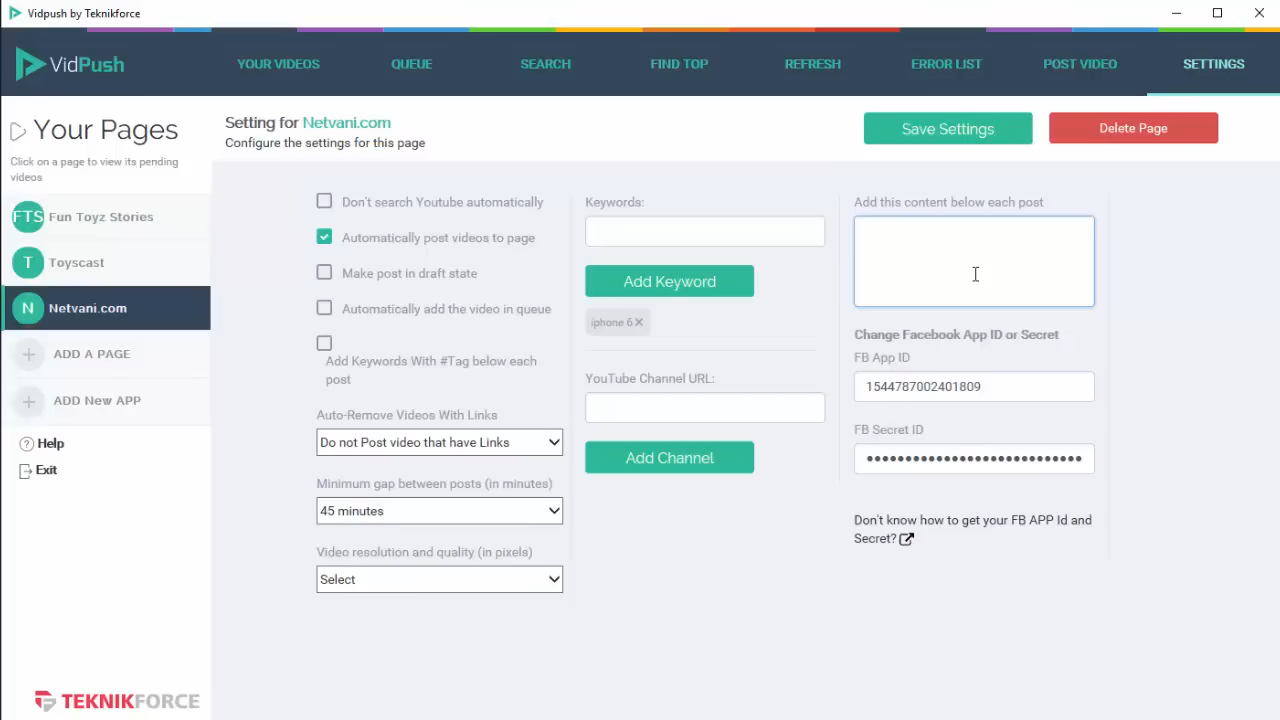 Vidpush by Teknikforce
VidPush
YOUR VIDEOS
QUEUE
SEARCH
FIND TOP
REFRESH
ERROR LIST
POST VIDEO
SETTINGS
Your Pages
Click on a page to view its pending
videos
FTS Fun Toyz Stories
T Toyscast
N Netvani.com
+ ADD A PAGE
+ ADD New APP
? Help
Exit
TEKNIKFORCE
Setting for Netvani.com
Configure the settings for this page
Save Settings
Delete Page
Don't search Youtube automatically
Automatically post videos to page
Make post in draft state
Automatically add the video in queue
Add Keywords With #Tag below each
post
Auto-Remove Videos With Links
Do not Post video that have Links
Minimum gap between posts (in minutes)
45 minutes
Video resolution and quality (in pixels)
Select
Keywords:
Add Keyword
iphone 6 ×
YouTube Channel URL:
Add Channel
Add this content below each post
Change Facebook App ID or Secret
FB App ID
1544787002401809
FB Secret ID
••••••••••••••••••••••••••••
Don't know how to get your FB APP Id and
Secret?